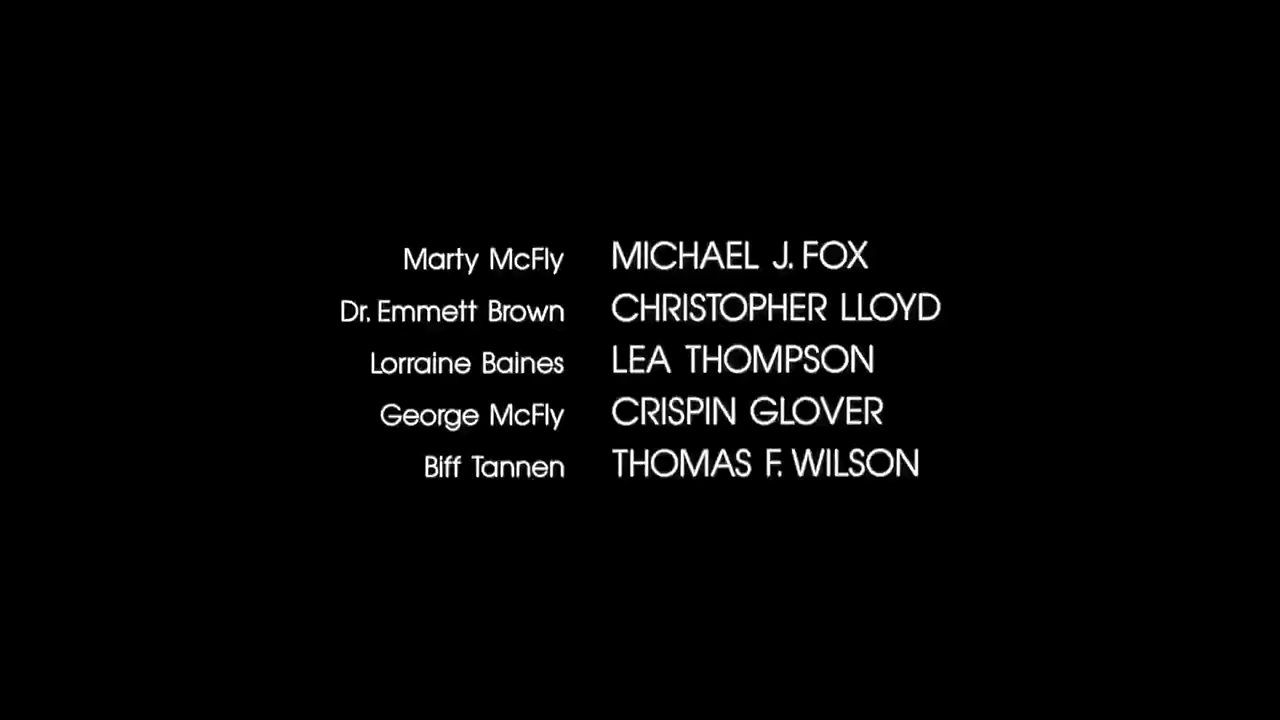 Marty McFly MICHAEL J. FOX
Dr. Emmett Brown CHRISTOPHER LLOYD
Lorraine Baines LEA THOMPSON
George McFly CRISPIN GLOVER
Biff Tannen THOMAS F. WILSON